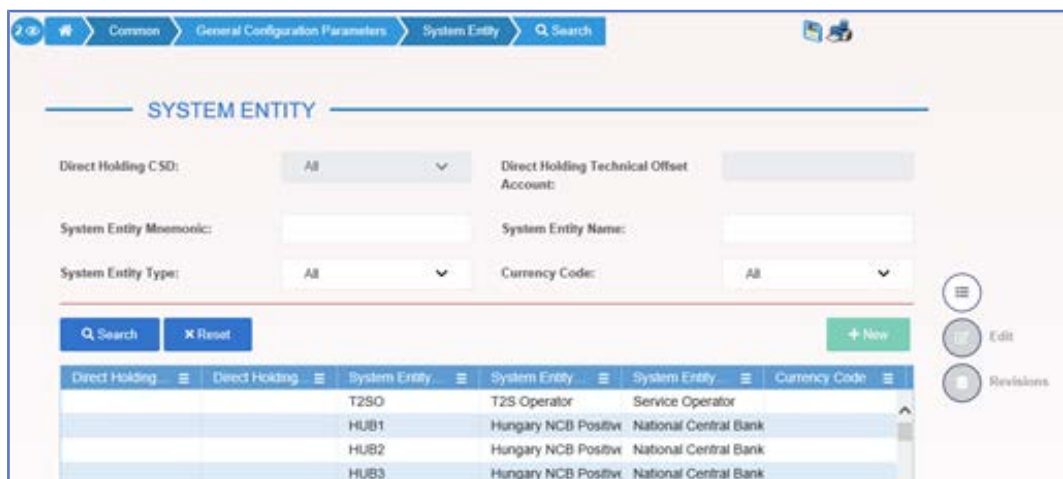 2
Common General Configuration Parameters System Entity Search
SYSTEM ENTITY
Direct Holding CSD: All Direct Holding Technical Offset Account:
System Entity Mnemonic: System Entity Name:
System Entity Type: All Currency Code: All
Search Reset + New
Edit
Revisions
Direct Holding... Direct Holding... System Entity... System Entity... System Entity... Currency Code
T2SO T2S Operator Service Operator
HUB1 Hungary NCB Positive National Central Bank
HUB2 Hungary NCB Positive National Central Bank
HUB3 Hungary NCB Positive National Central Bank